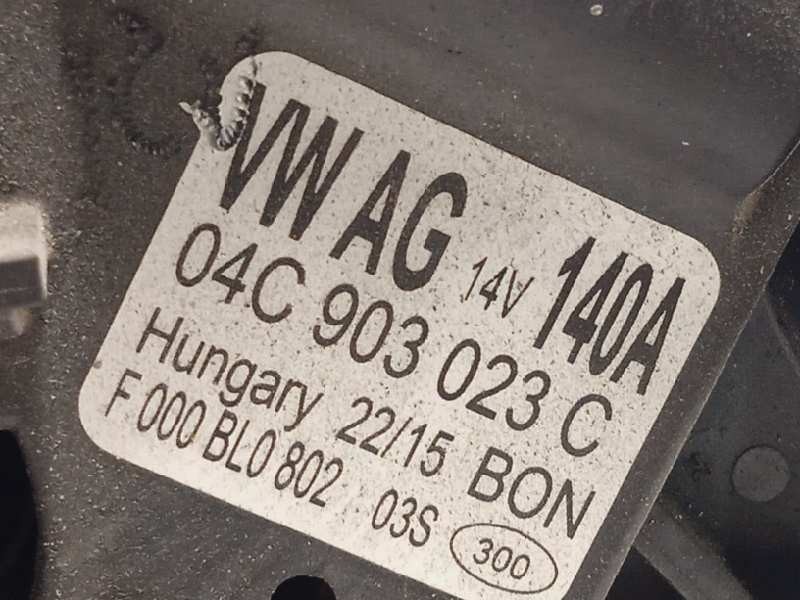 VW AG 14V 140A
04C 903 023 C
Hungary 22/15 BON
F 000 BL0 802 03S 300